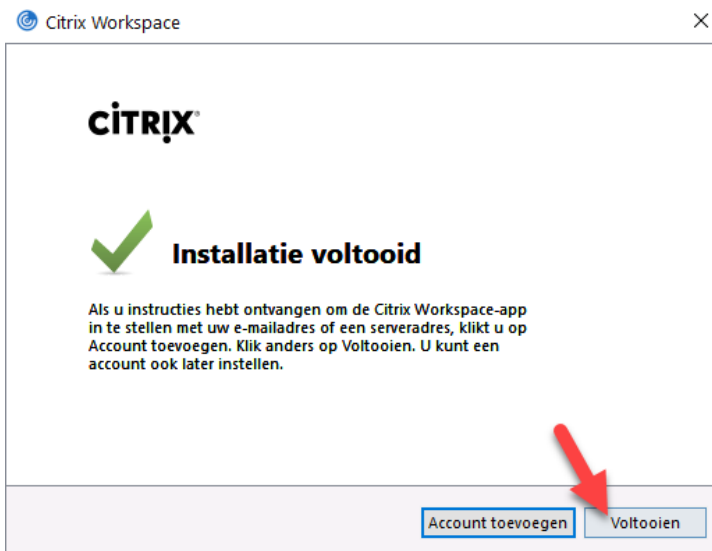 Citrix Workspace
CİTRIX®
Installatie voltooid
Als u instructies hebt ontvangen om de Citrix Workspace-app
in te stellen met uw e-mailadres of een serveradres, klikt u op
Account toevoegen. Klik anders op Voltooien. U kunt een
account ook later instellen.
Account toevoegen
Voltooien